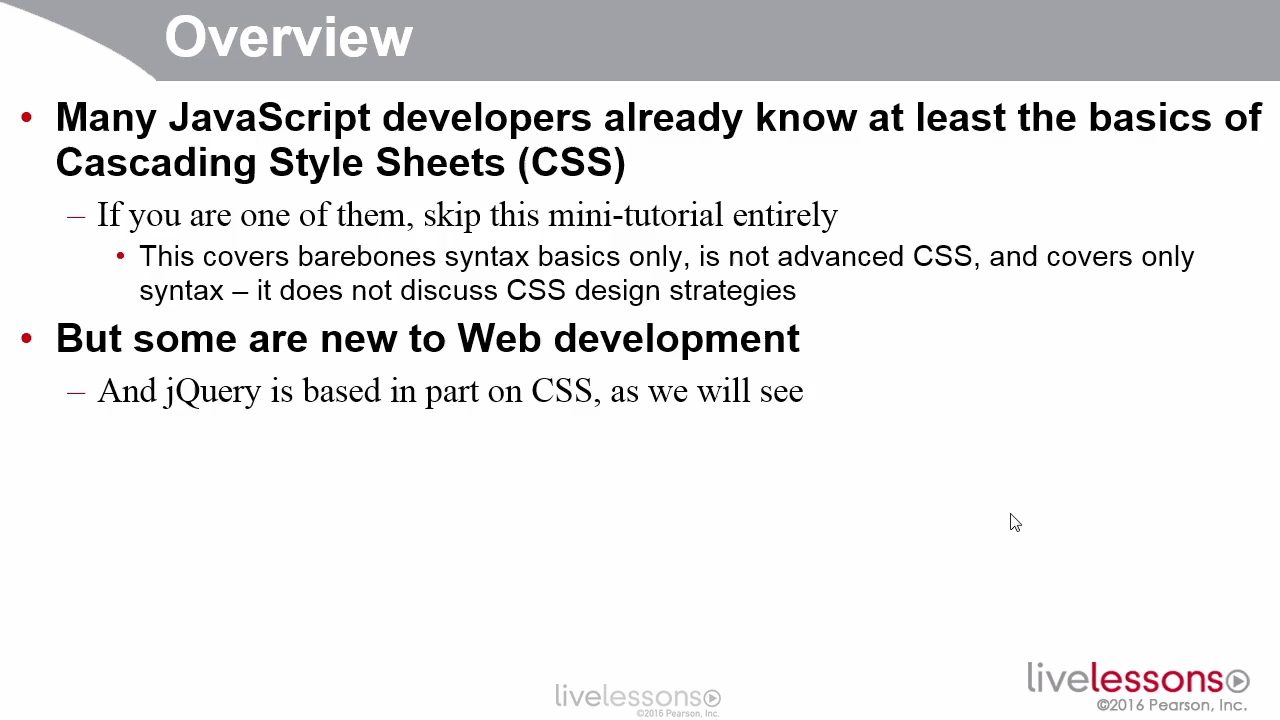 Overview
• Many JavaScript developers already know at least the basics of
Cascading Style Sheets (CSS)
– If you are one of them, skip this mini-tutorial entirely
• This covers barebones syntax basics only, is not advanced CSS, and covers only
syntax – it does not discuss CSS design strategies
• But some are new to Web development
– And jQuery is based in part on CSS, as we will see
livelessons
©2016 Pearson, Inc.
livelessons
©2016 Pearson, Inc.